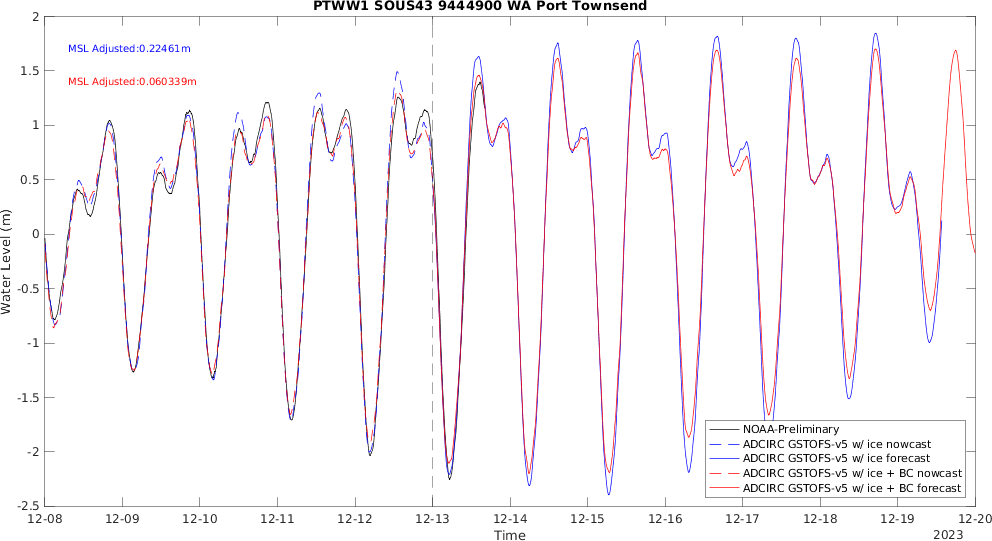 PTWW1 SOUS43 9444900 WA Port Townsend
MSL Adjusted:0.22461m
MSL Adjusted:0.060339m
2
1.5
1
0.5
0
-0.5
-1
-1.5
-2
-2.5
Water Level (m)
NOAA-Preliminary
ADCIRC GSTOFS-v5 w/ ice nowcast
ADCIRC GSTOFS-v5 w/ ice forecast
ADCIRC GSTOFS-v5 w/ ice + BC nowcast
ADCIRC GSTOFS-v5 w/ ice + BC forecast
12-08 12-09 12-10 12-11 12-12 12-13 12-14 12-15 12-16 12-17 12-18 12-19 12-20
Time
2023